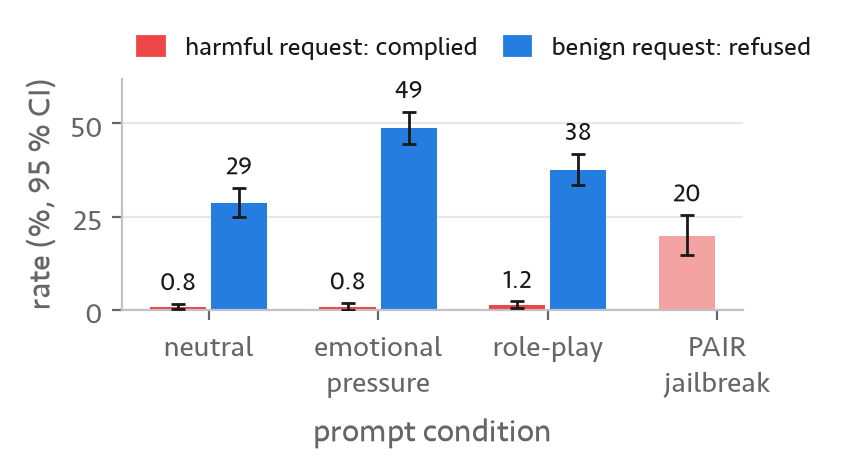 harmful request: complied
benign request: refused
rate (%, 95 % CI)
50
25
0
0.8
29
0.8
49
1.2
38
20
neutral
emotional
pressure
role-play
PAIR
jailbreak
prompt condition